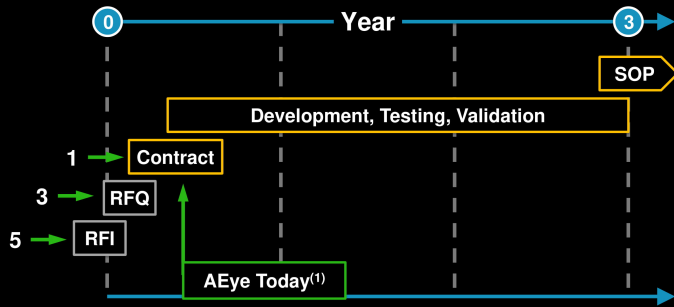 0 Year 3
SOP
Development, Testing, Validation
1 Contract
3 RFQ
5 RFI
AEye Today(1)